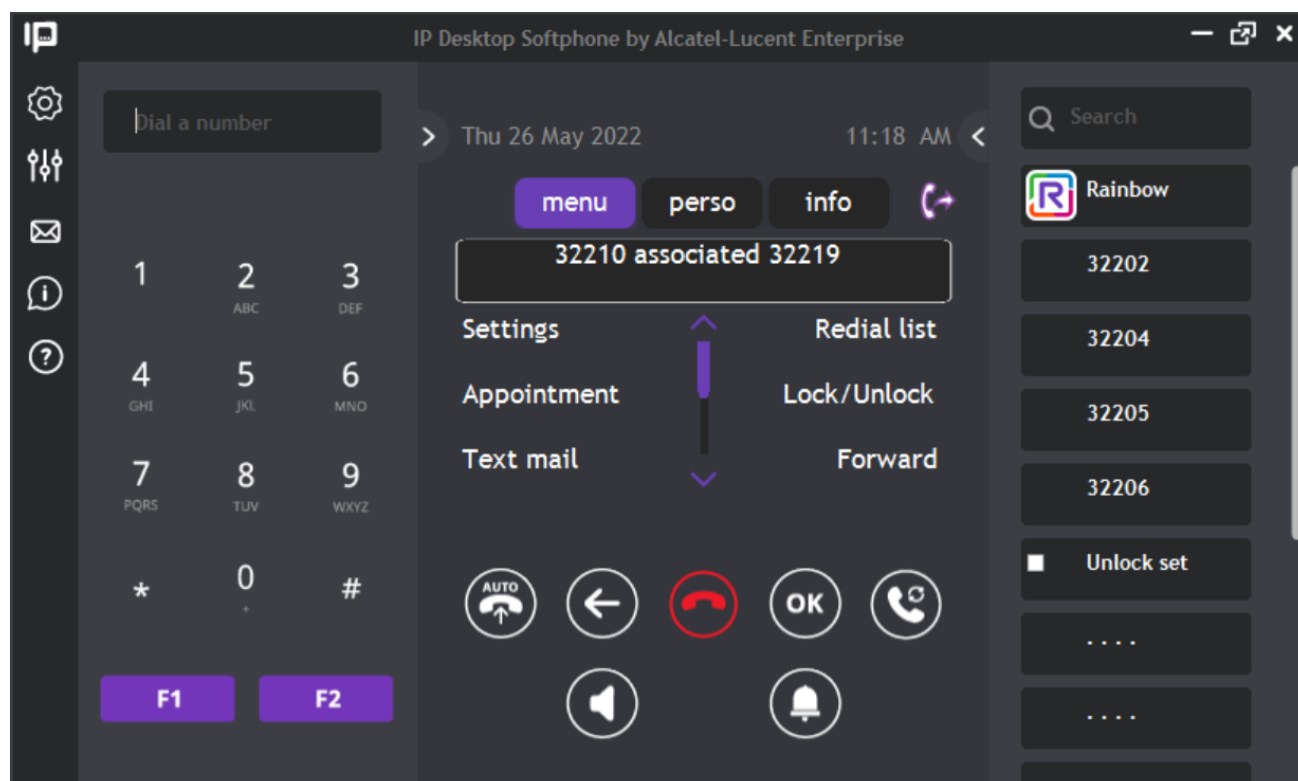 IP Desktop Softphone by Alcatel-Lucent Enterprise
Dial a number
1
2
ABC
3
DEF
4
GHI
5
JKL
6
MNO
7
PQRS
8
TUV
9
WXYZ
*
0
+
#
F1
F2
Thu 26 May 2022
11:18 AM
menu
perso
info
32210 associated 32219
Settings
Redial list
Appointment
Lock/Unlock
Text mail
Forward
AUTO
OK
Search
R
Rainbow
32202
32204
32205
32206
Unlock set
. . . .
. . . .